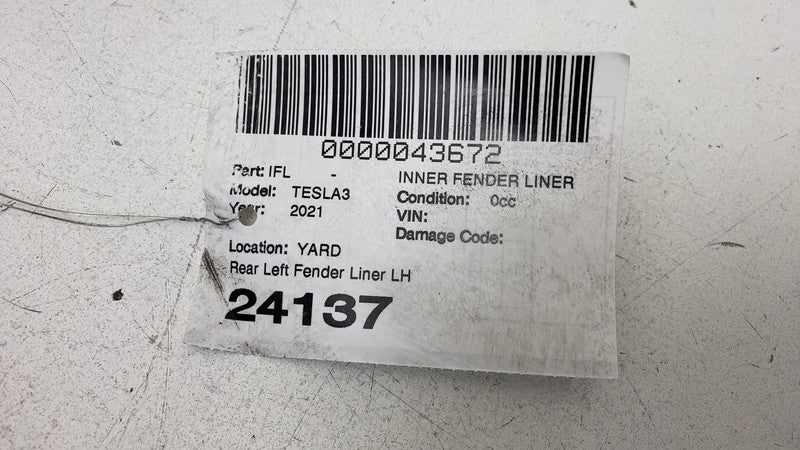 0000043672
Part: IFL - INNER FENDER LINER
Model: TESLA3 Condition: 0cc
Year: 2021 VIN:
Damage Code:
Location: YARD
Rear Left Fender Liner LH
24137